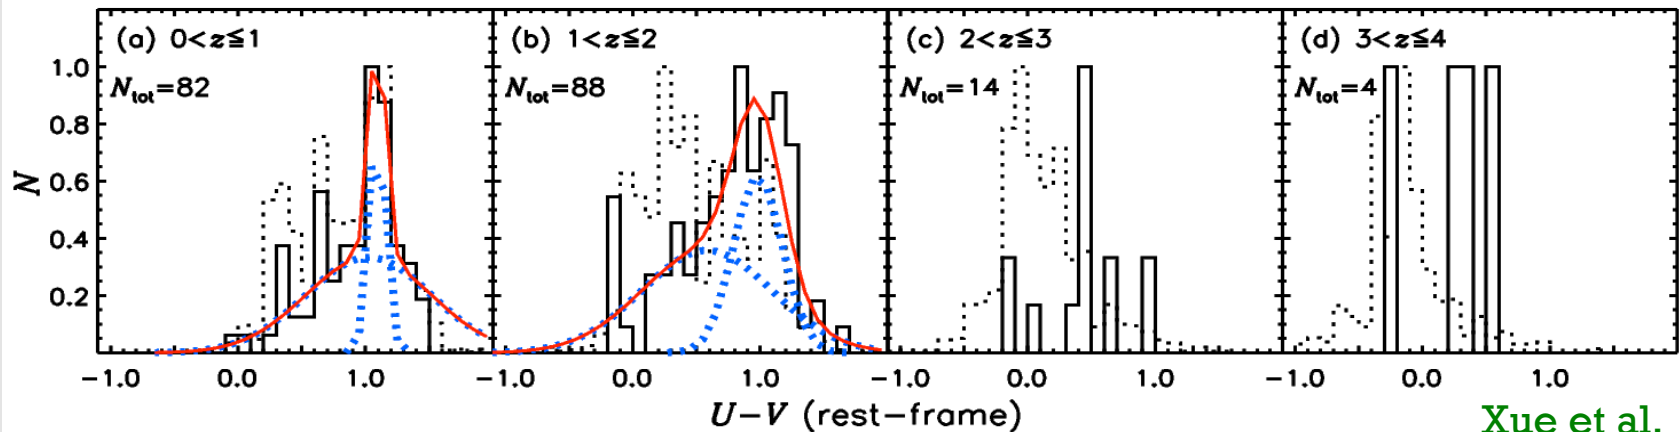 (a) 0<z≦1
(b) 1<z≦2
(c) 2<z≦3
(d) 3<z≦4
N_tot=82
N_tot=88
N_tot=14
N_tot=4
1.0
0.8
0.6
0.4
0.2
N
-1.0 0.0 1.0
-1.0 0.0 1.0
-1.0 0.0 1.0
-1.0 0.0 1.0
U-V (rest-frame)
Xue et al.